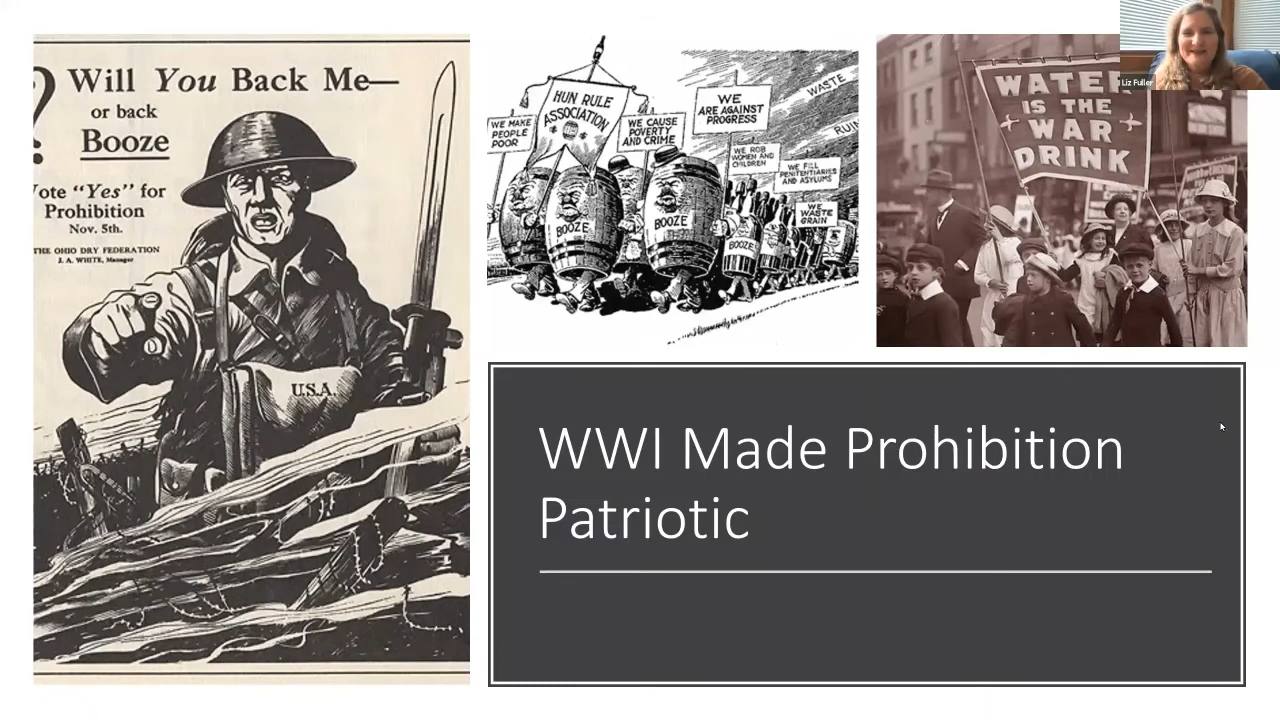 ?
Will You Back Me—
or back
Booze
Vote "Yes" for
Prohibition
Nov. 5th.
THE OHIO DRY FEDERATION
J. A. WHITE, Manager
U.S.A.
HUN RULE
ASSOCIATION
WE MAKE
PEOPLE
POOR
WE CAUSE
POVERTY
AND CRIME
WE
ARE AGAINST
PROGRESS
WE ROB
WOMEN AND
CHILDREN
WE FILL
PENITENTIARIES
AND ASYLUMS
WE
WASTE
GRAIN
WASTE
RUIN
BOOZE
BOOZE
BOOZE
WATER
IS THE
WAR
DRINK
Liz Fuller
WWI Made Prohibition
Patriotic